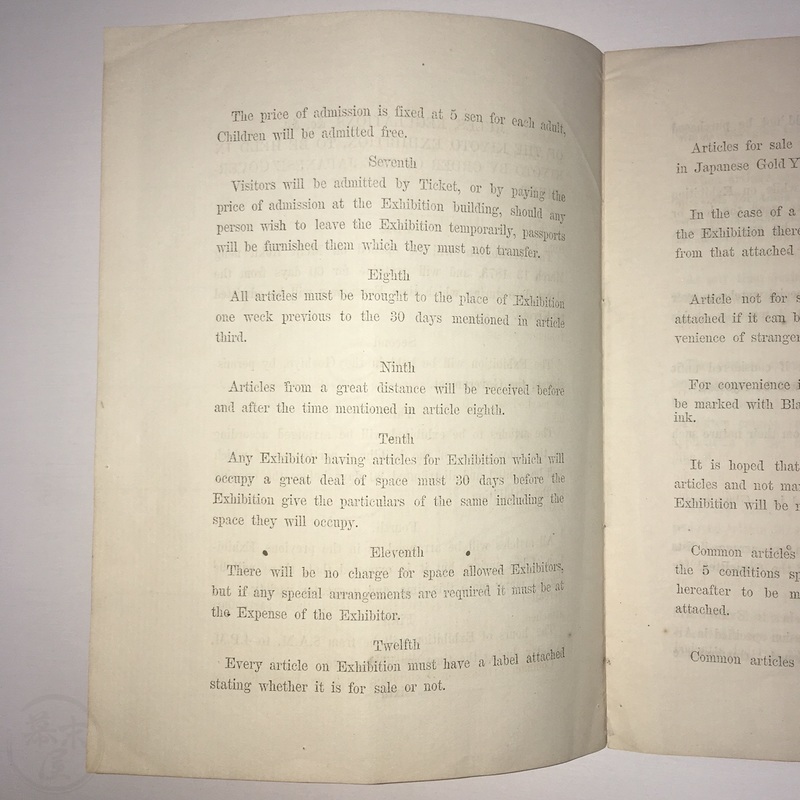 The price of admission is fixed at 5 sen for each adult,
Children will be admitted free.
Seventh
Visitors will be admitted by Ticket, or by paying the
price of admission at the Exhibition building, should any
person wish to leave the Exhibition temporarily, passports
will be furnished them which they must not transfer.
Eighth
All articles must be brought to the place of Exhibition
one week previous to the 30 days mentioned in article
third.
Ninth
Articles from a great distance will be received before
and after the time mentioned in article eighth.
Tenth
Any Exhibitor having articles for Exhibition which will
occupy a great deal of space must 30 days before the
Exhibition give the particulars of the same including the
space they will occupy.
Eleventh
There will be no charge for space allowed Exhibitors,
but if any special arrangements are required it must be at
the Expense of the Exhibitor.
Twelfth
Every article on Exhibition must have a label attached
stating whether it is for sale or not.
Articles for sale
in Japanese Gold Y
In the case of a
the Exhibition there
from that attached
Article not for s
attached if it can b
venience of stranger
For convenience i
be marked with Bla
ink.
It is hoped that
articles and not ma
Exhibition will be r
Common articles
the 5 conditions sp
hereafter to be m
attached.
Common articles